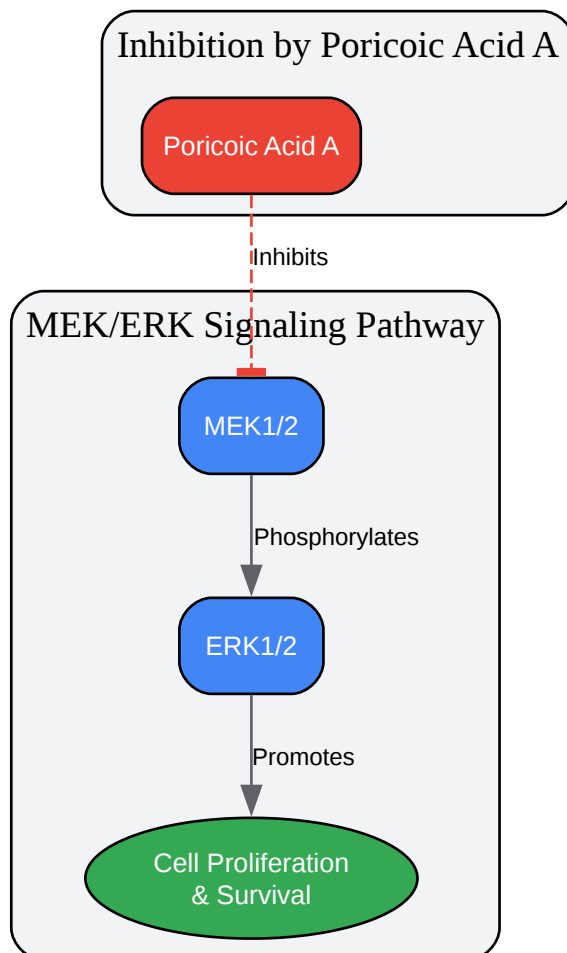 Inhibition by Poricoic Acid A
Poricoic Acid A
Inhibits
MEK/ERK Signaling Pathway
MEK1/2
Phosphorylates
ERK1/2
Promotes
Cell Proliferation
& Survival